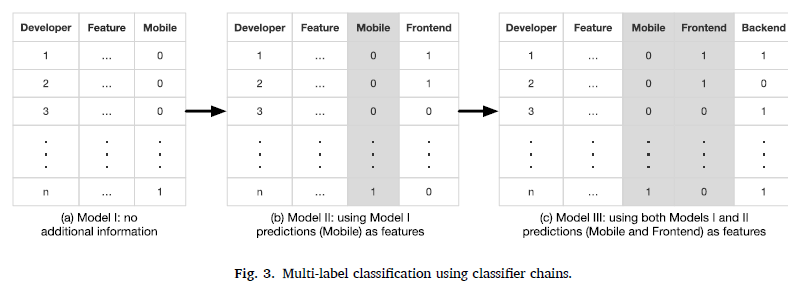 Developer Feature Mobile
1 ... 0
2 ... 0
3 ... 0
. . .
. . .
. . .
n ... 1
(a) Model I: no
additional information
Developer Feature Mobile Frontend
1 ... 0 1
2 ... 0 1
3 ... 0 0
. . . .
. . . .
. . . .
n ... 1 0
(b) Model II: using Model I
predictions (Mobile) as features
Developer Feature Mobile Frontend Backend
1 ... 0 1 1
2 ... 0 1 0
3 ... 0 0 1
. . . . .
. . . . .
. . . . .
n ... 1 0 1
(c) Model III: using both Models I and II
predictions (Mobile and Frontend) as features
Fig. 3. Multi-label classification using classifier chains.